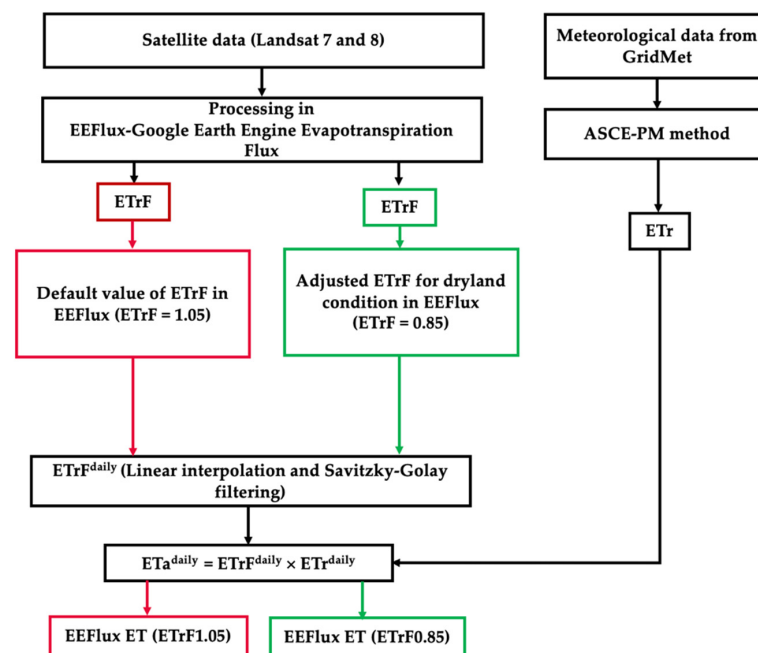 Satellite data (Landsat 7 and 8)
Meteorological data from
GridMet
Processing in
EEFlux-Google Earth Engine Evapotranspiration
Flux
ASCE-PM method
ETrF
ETrF
ETr
Default value of ETrF in
EEFlux (ETrF = 1.05)
Adjusted ETrF for dryland
condition in EEFlux
(ETrF = 0.85)
ETrFᵈᵃⁱˡʸ (Linear interpolation and Savitzky-Golay
filtering)
ETaᵈᵃⁱˡʸ = ETrFᵈᵃⁱˡʸ × ETrᵈᵃⁱˡʸ
EEFlux ET (ETrF1.05)
EEFlux ET (ETrF0.85)